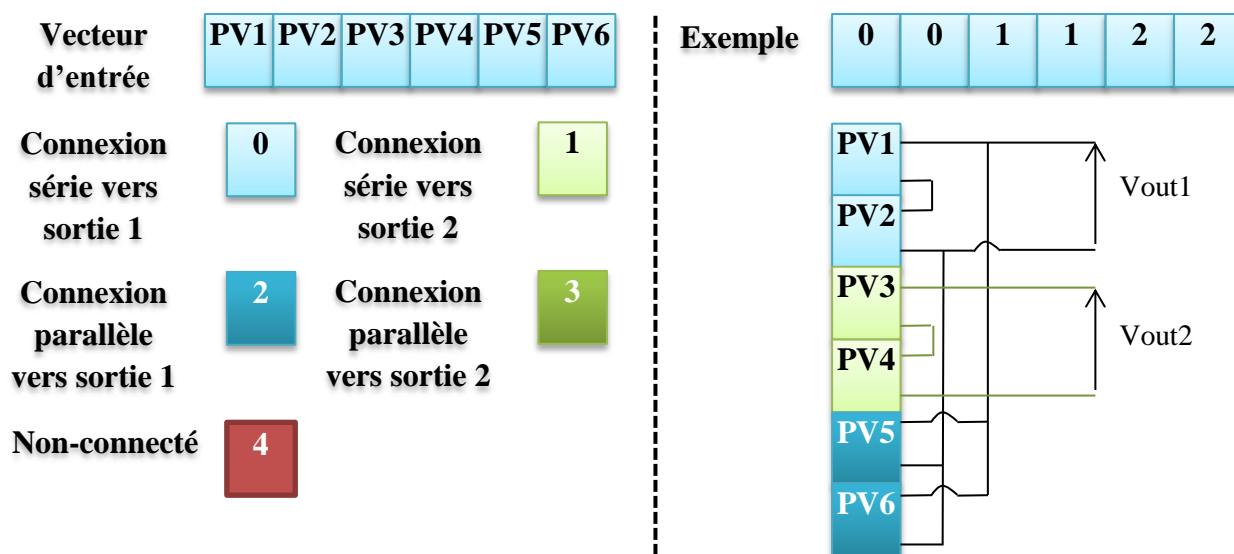 Vecteur
d'entrée
PV1 PV2 PV3 PV4 PV5 PV6
Connexion
série vers
sortie 1
0
Connexion
série vers
sortie 2
1
Connexion
parallèle
vers sortie 1
2
Connexion
parallèle
vers sortie 2
3
Non-connecté
4
Exemple
0 0 1 1 2 2
PV1
PV2
PV3
PV4
PV5
PV6
Vout1
Vout2